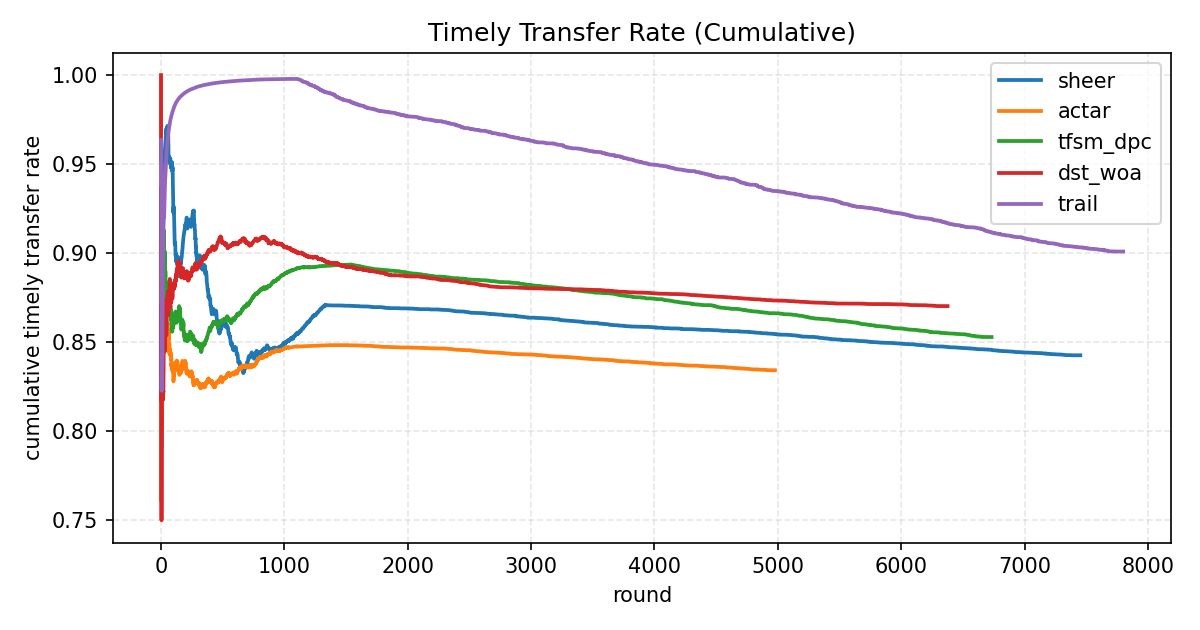 Timely Transfer Rate (Cumulative)
cumulative timely transfer rate
1.00
0.95
0.90
0.85
0.80
0.75
sheer
actar
tfsm_dpc
dst_woa
trail
0 1000 2000 3000 4000 5000 6000 7000 8000
round